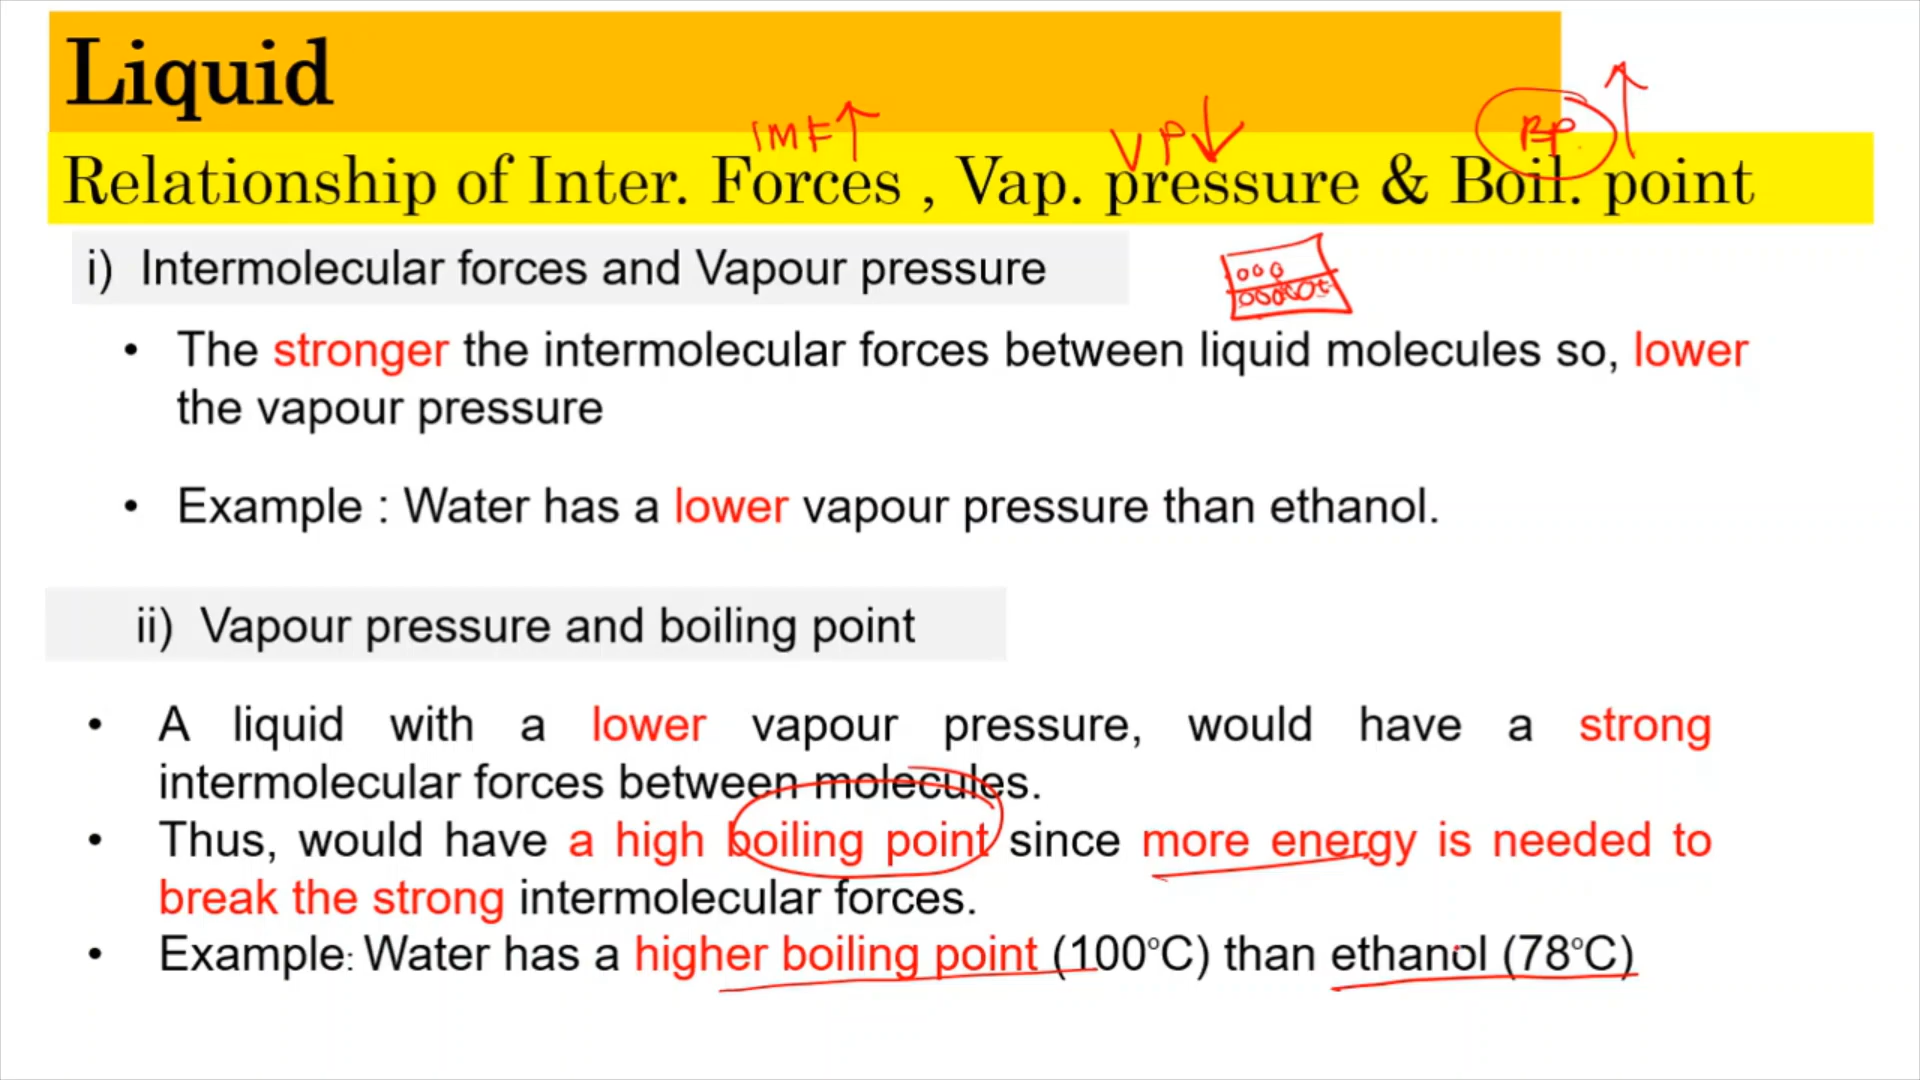 Liquid
IMF↑ VP↓ BP ↑
Relationship of Inter. Forces , Vap. pressure & Boil. point
i) Intermolecular forces and Vapour pressure
• The stronger the intermolecular forces between liquid molecules so, lower
the vapour pressure
• Example : Water has a lower vapour pressure than ethanol.
ii) Vapour pressure and boiling point
• A liquid with a lower vapour pressure, would have a strong
intermolecular forces between molecules.
• Thus, would have a high boiling point since more energy is needed to
break the strong intermolecular forces.
• Example: Water has a higher boiling point (100°C) than ethanol (78°C)